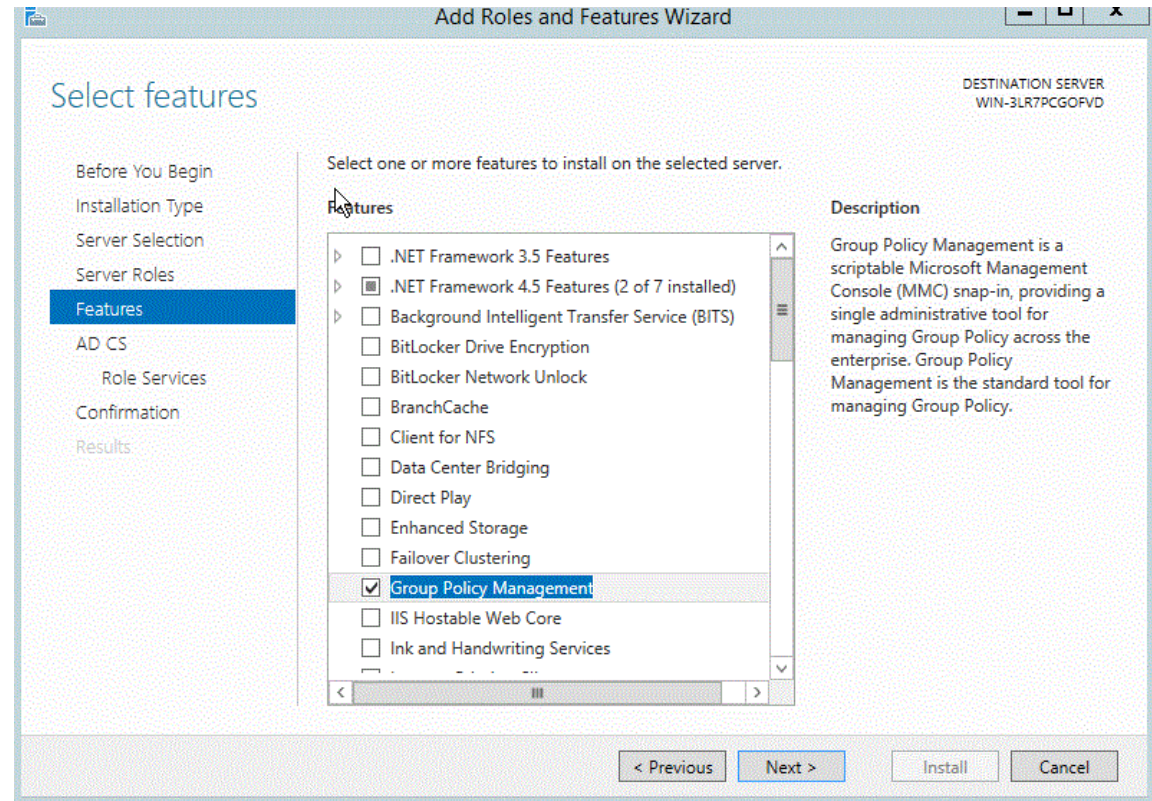 Add Roles and Features Wizard
Select features
DESTINATION SERVER
WIN-3LR7PCGOFVD
Before You Begin
Installation Type
Server Selection
Server Roles
Features
AD CS
Role Services
Confirmation
Results
Select one or more features to install on the selected server.
Features
.NET Framework 3.5 Features
.NET Framework 4.5 Features (2 of 7 installed)
Background Intelligent Transfer Service (BITS)
BitLocker Drive Encryption
BitLocker Network Unlock
BranchCache
Client for NFS
Data Center Bridging
Direct Play
Enhanced Storage
Failover Clustering
Group Policy Management
IIS Hostable Web Core
Ink and Handwriting Services
Description
Group Policy Management is a
scriptable Microsoft Management
Console (MMC) snap-in, providing a
single administrative tool for
managing Group Policy across the
enterprise. Group Policy
Management is the standard tool for
managing Group Policy.
< Previous
Next >
Install
Cancel